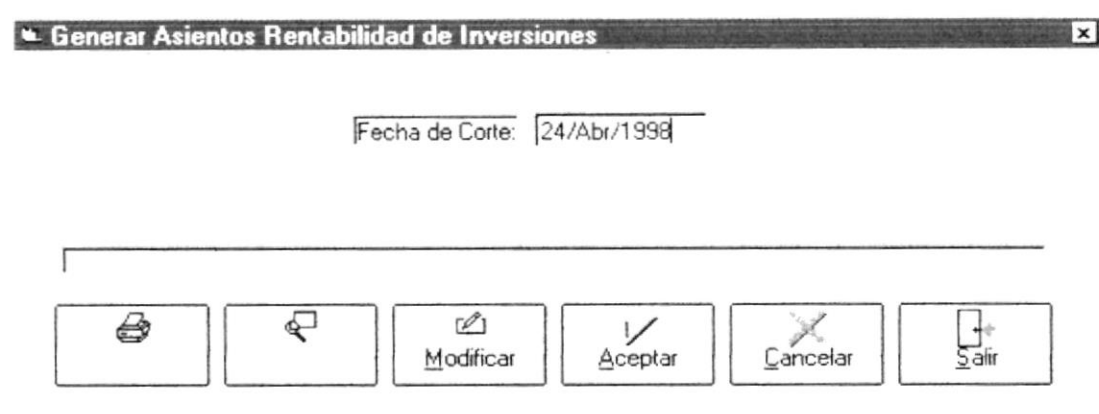 Generar Asientos Rentabilidad de Inversiones
Fecha de Corte: 24/Abr/1998
Modificar Aceptar Cancelar Salir